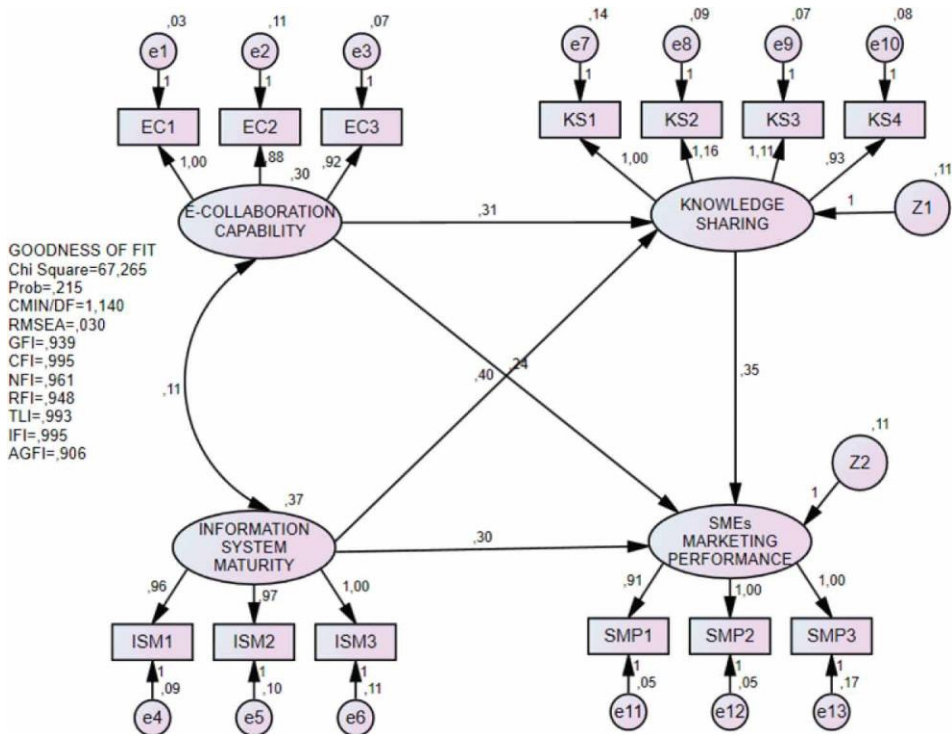 ,03 ,11 ,07
e1 e2 e3
1 1 1
EC1 EC2 EC3
1,00 ,88 ,92
,30
E-COLLABORATION
CAPABILITY
,14 ,09 ,07 ,08
e7 e8 e9 e10
1 1 1 1
KS1 KS2 KS3 KS4
1,00 1,16 1,11 ,93
KNOWLEDGE
SHARING
,11
Z1
1
,31
GOODNESS OF FIT
Chi Square=67,265
Prob=,215
CMIN/DF=1,140
RMSEA=,030
GFI=,939
CFI=,995
NFI=,961
RFI=,948
TLI=,993
IFI=,995
AGFI=,906
,11
,40 ,24
,35
,11
Z2
1
,37
INFORMATION
SYSTEM
MATURITY
,30
SMEs
MARKETING
PERFORMANCE
,96 ,97 1,00
ISM1 ISM2 ISM3
1 1 1
,09 ,10 ,11
e4 e5 e6
,91 1,00 1,00
SMP1 SMP2 SMP3
1 1 1
,05 ,05 ,17
e11 e12 e13